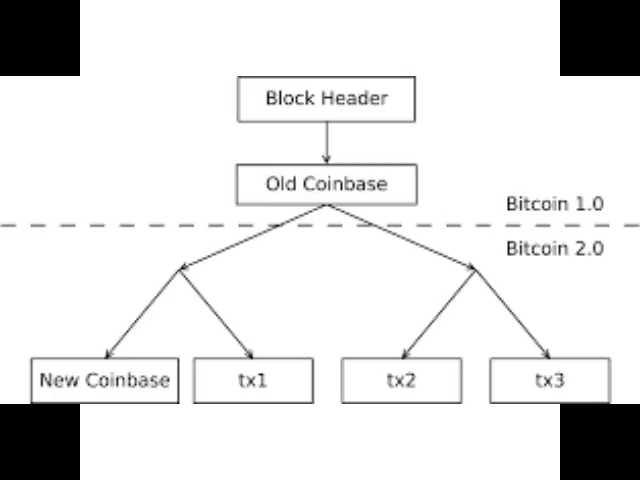 Block Header
Old Coinbase
Bitcoin 1.0
Bitcoin 2.0
New Coinbase
tx1
tx2
tx3